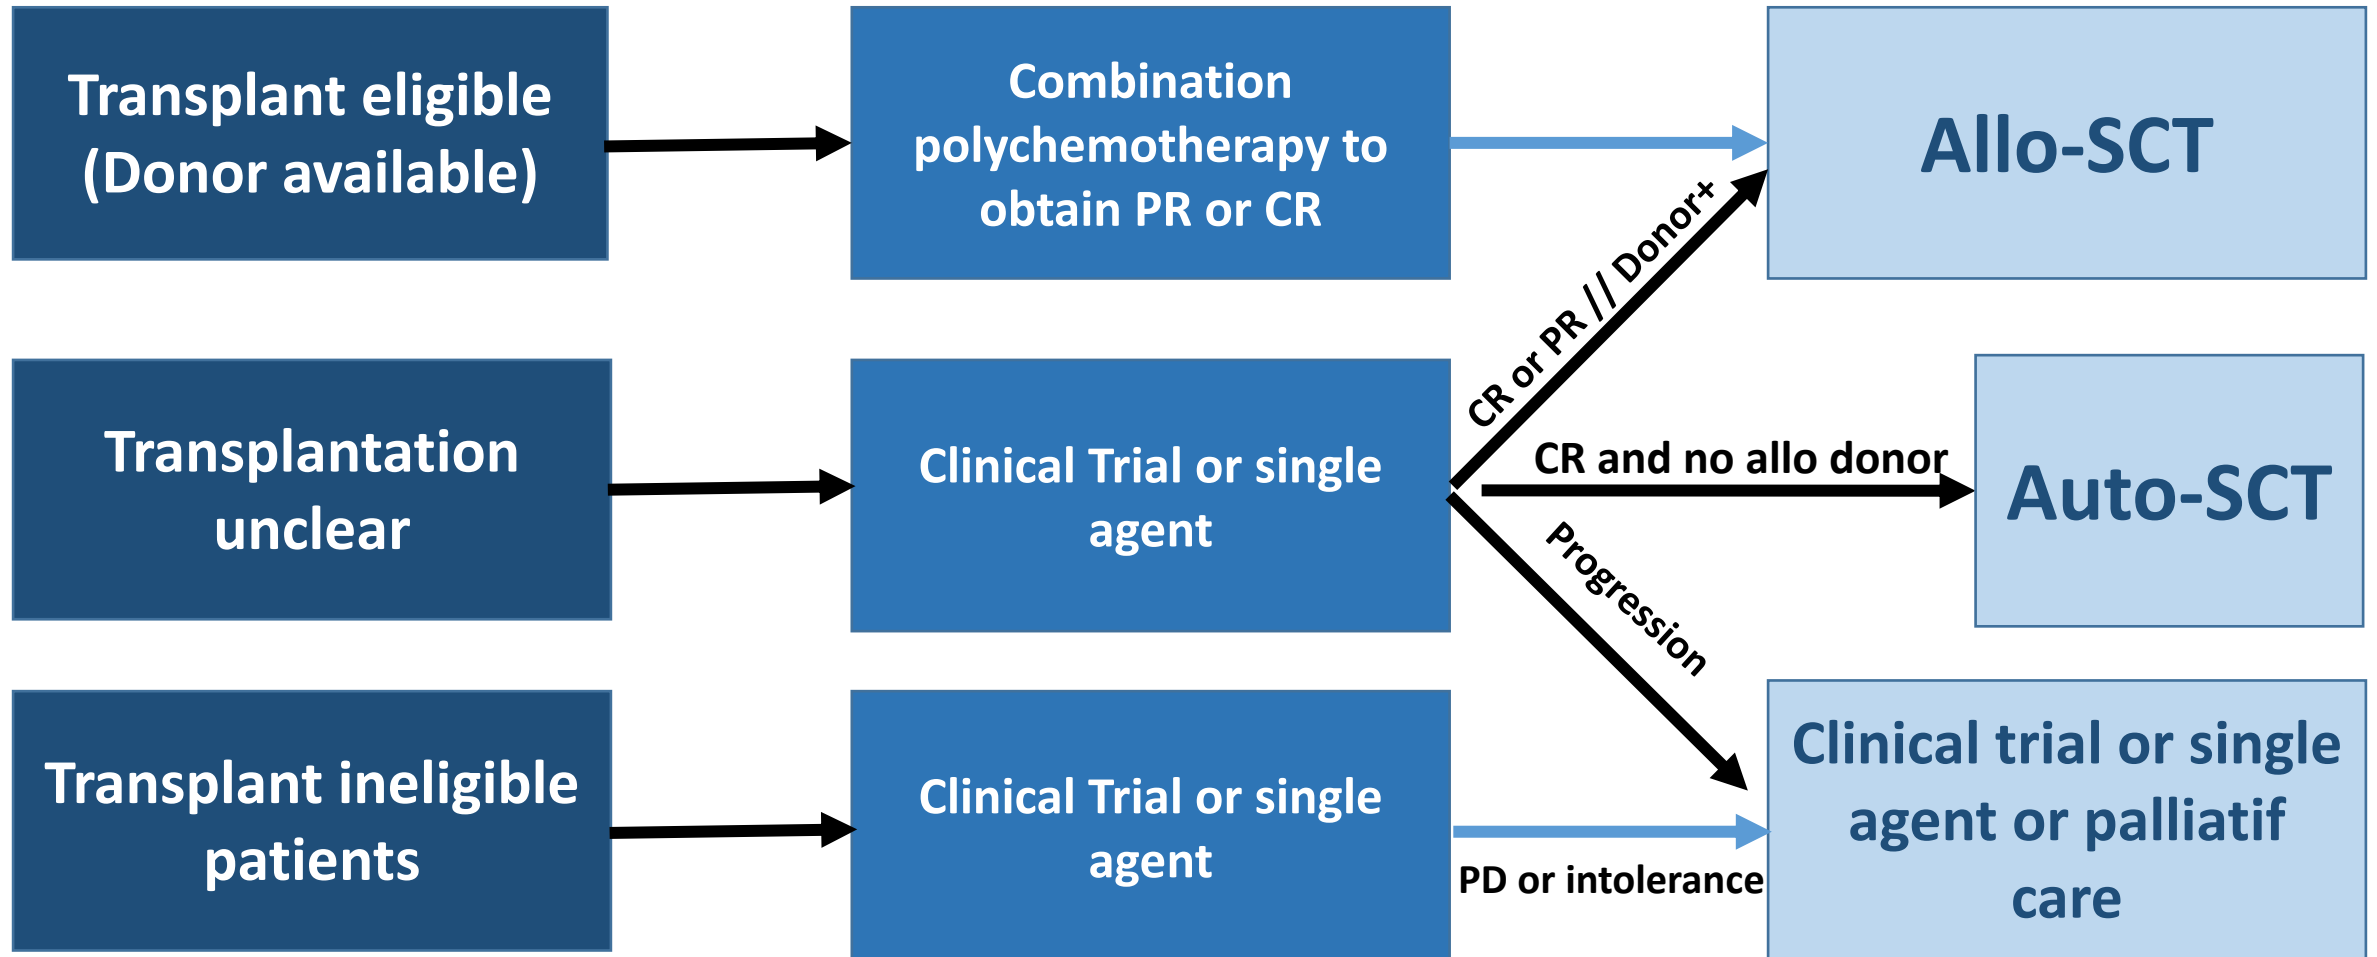 Transplant eligible
(Donor available)
Combination
polychemotherapy to
obtain PR or CR
Allo-SCT
CR or PR // Donor+
Transplantation
unclear
Clinical Trial or single
agent
CR and no allo donor
Auto-SCT
Progression
Transplant ineligible
patients
Clinical Trial or single
agent
PD or intolerance
Clinical trial or single
agent or palliatif
care